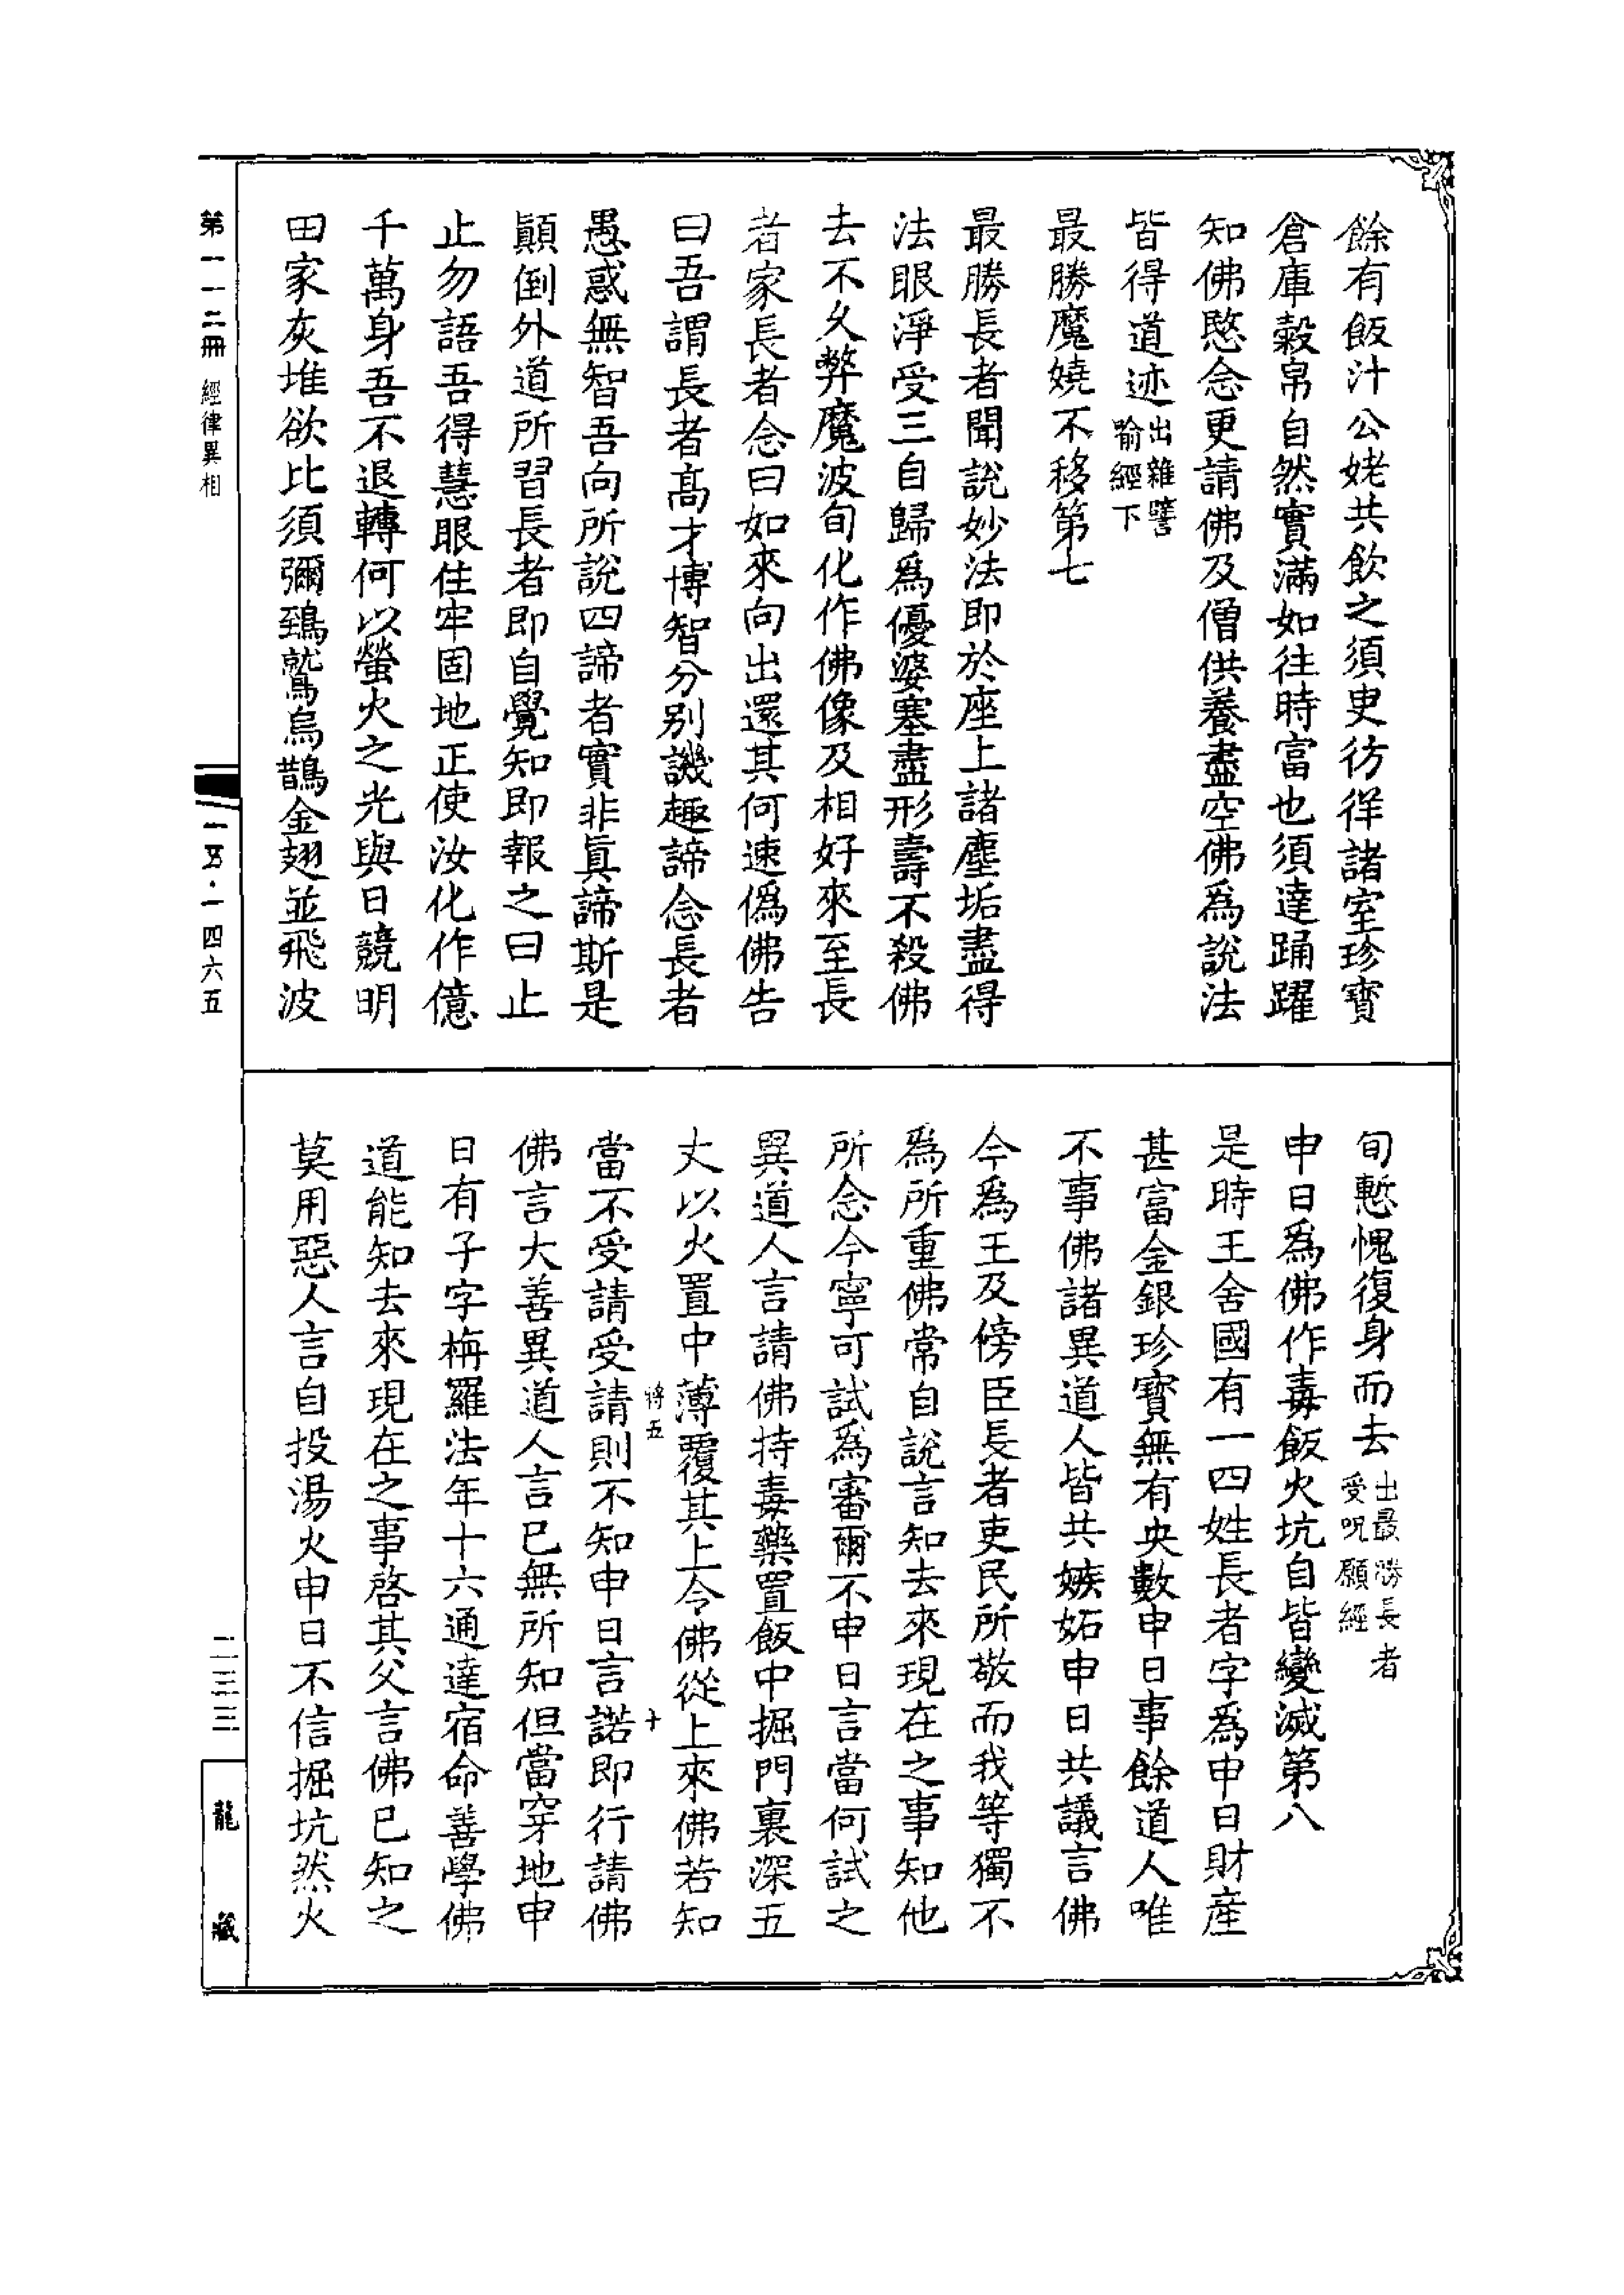 餘有飯汁公姥共飲之須臾彷徉諸室珍寶
倉庫穀帛自然實滿如往時富也須達踊躍
知佛愍念更請佛及僧供養盡空佛爲說法
皆得道迹出雜譬喻經下
最勝魔嬈不移第七
最勝長者聞說妙法即於座上諸塵垢盡得
法眼淨受三自歸爲優婆塞盡形壽不殺佛
去不久弊魔波旬化作佛像及相好來至長
者家長者念曰如來向出還其何速僞佛告
曰吾謂長者高才博智分別譏趣諦念長者
愚惑無智吾向所說四諦者實非眞諦斯是
顚倒外道所習長者即自覺知即報之曰止
止勿語吾得慧眼住牢固地正使汝化作億
千萬身吾不退轉何以螢火之光與日競明
田家灰堆欲比須彌鵄鷲烏鵲金翅並飛波
旬慙愧復身而去出最勝長者受呪願經
申日爲佛作毒飯火坑自皆變滅第八
是時王舍國有一四姓長者字爲申日財産
甚富金銀珍寶無有央數申日事餘道人唯
不事佛諸異道人皆共嫉妬申日共議言佛
今爲王及傍臣長者吏民所敬而我等獨不
爲所重佛常自說言知去來現在之事知他
所念今寧可試爲審爾不申日言當何試之
異道人言請佛持毒藥置飯中掘門裏深五
丈以火置中薄覆其上令佛從上來佛若知
將五
十
當不受請受請則不知申日言諾即行請佛
佛言大善異道人言已無所知但當穿地申
日有子字栴羅法年十六通達宿命善學佛
道能知去來現在之事啓其父言佛已知之
莫用惡人言自投湯火申日不信掘坑然火
第一一二冊 經律異相
一五·一四六五
二三三
龍藏